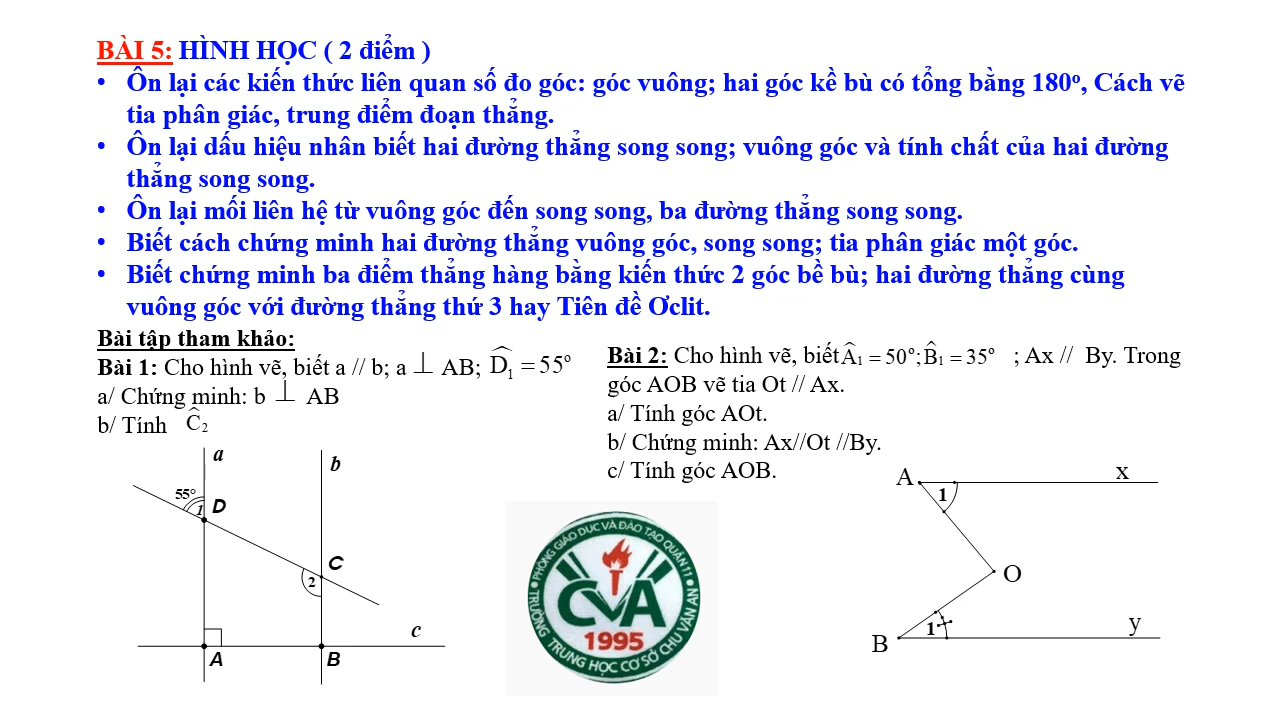 BÀI 5: HÌNH HỌC ( 2 điểm )
• Ôn lại các kiến thức liên quan số đo góc: góc vuông; hai góc kề bù có tổng bằng 180º, Cách vẽ
tia phân giác, trung điểm đoạn thẳng.
• Ôn lại dấu hiệu nhân biết hai đường thẳng song song; vuông góc và tính chất của hai đường
thẳng song song.
• Ôn lại mối liên hệ từ vuông góc đến song song, ba đường thẳng song song.
• Biết cách chứng minh hai đường thẳng vuông góc, song song; tia phân giác một góc.
• Biết chứng minh ba điểm thẳng hàng bằng kiến thức 2 góc bề bù; hai đường thẳng cùng
vuông góc với đường thẳng thứ 3 hay Tiên đề Ơclit.
Bài tập tham khảo:
Bài 1: Cho hình vẽ, biết a // b; a ⊥ AB; D̂₁ = 55º
a/ Chứng minh: b ⊥ AB
b/ Tính Ĉ₂
a
b
55°
1
D
C
2
c
A
B
Bài 2: Cho hình vẽ, biết Â₁ = 50º; B̂₁ = 35º ; Ax // By. Trong
góc AOB vẽ tia Ot // Ax.
a/ Tính góc AOt.
b/ Chứng minh: Ax//Ot //By.
c/ Tính góc AOB.
A
x
1
O
B
1
y
PHÒNG GIÁO DỤC VÀ ĐÀO TẠO QUẬN 11
CVA
1995
TRƯỜNG TRUNG HỌC CƠ SỞ CHU VĂN AN